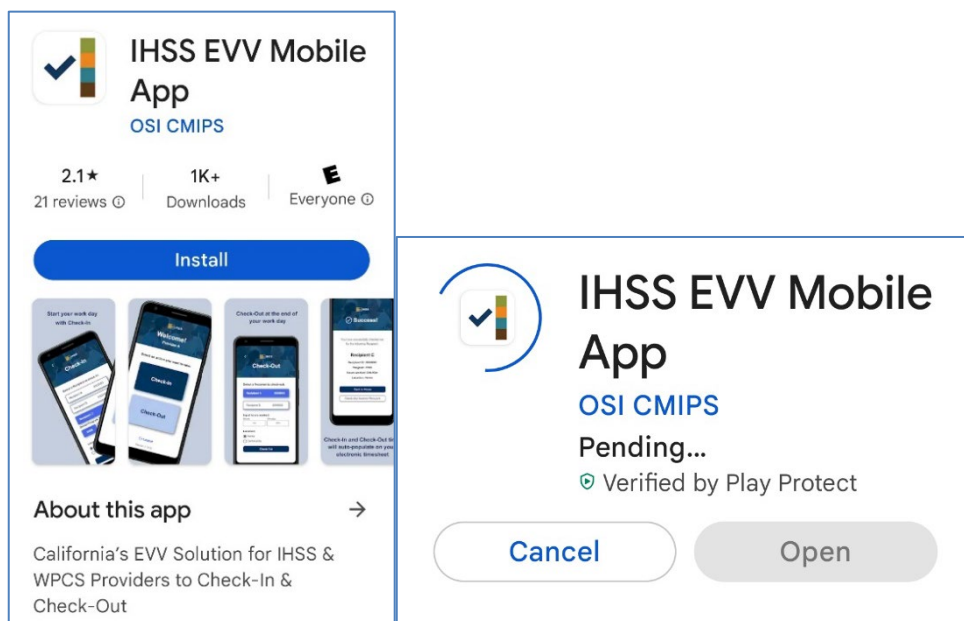 IHSS EVV Mobile
App
OSI CMIPS
2.1★
21 reviews
1K+
Downloads
E
Everyone
Install
Start your work day
with Check-In
Check-In
Welcome!
Check-In
Check-Out
Check-Out at the end of
your work day
Check-Out
Success!
Recipient C
Check-In and Check-Out ti
will auto-populate on you
electronic timesheet
About this app
California's EVV Solution for IHSS &
WPCS Providers to Check-In &
Check-Out
IHSS EVV Mobile
App
OSI CMIPS
Pending...
Verified by Play Protect
Cancel
Open